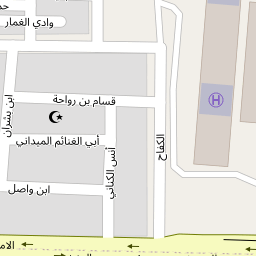 وادي الغمار
قسام بن رواحة
ابن بشران
أبي الغنائم الميداني
أنس الكناني
الكفاح
ابن واصل
H